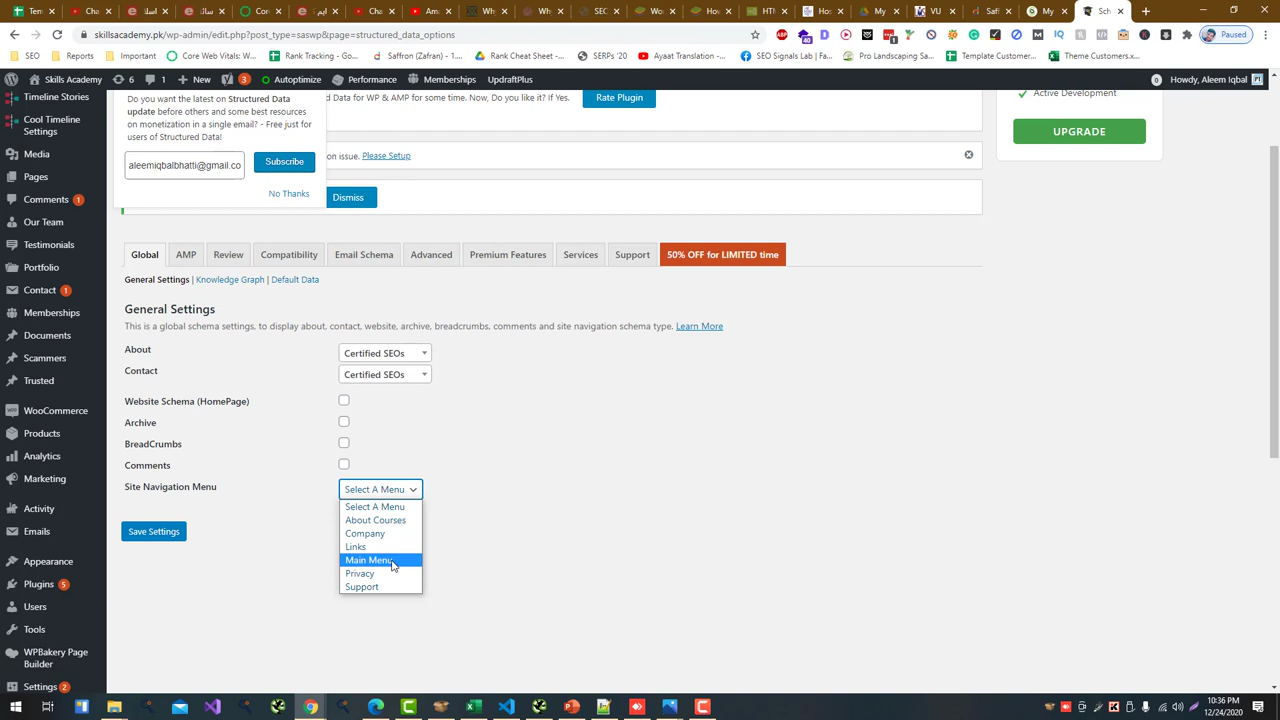 Wh
SEC
Wo
Hov
Safi
My
Sch
skillsacademy.pk/wp-admin/edit.php?post_type=saswp&page=structured_data_options
40
1
Paused
SEO
Reports
Important
Core Web Vitals: W...
Rank Tracking - Go...
Saffron (Zafran) - Y...
Rank Cheat Sheet -...
SERPs '20
Ayaat Translation -...
SEO Signals Lab | Fa...
Pro Landscaping Sa...
Template Customer...
Theme Customers.x...
Skills Academy
6
1
New
3
Autoptimize
Performance
Memberships
UpdraftPlus
0
Howdy, Aleem Iqbal
Timeline Stories
Cool Timeline
Settings
Media
Pages
Comments 1
Our Team
Testimonials
Portfolio
Contact 1
Memberships
Documents
Scammers
Trusted
WooCommerce
Products
Analytics
Marketing
Activity
Emails
Appearance
Plugins 5
Users
Tools
WPBakery Page
Builder
Settings 2
Do you want the latest on Structured Data
update before others and some best resources
on monetization in a single email? - Free just for
users of Structured Data!
aleemiqbalbhatti@gmail.co
Subscribe
No Thanks
Data for WP & AMP for some time. Now, Do you like it? If Yes.
Rate Plugin
on issue. Please Setup
Dismiss
Active Development
UPGRADE
Global
AMP
Review
Compatibility
Email Schema
Advanced
Premium Features
Services
Support
50% OFF for LIMITED time
General Settings | Knowledge Graph | Default Data
General Settings
This is a global schema settings, to display about, contact, website, archive, breadcrumbs, comments and site navigation schema type. Learn More
About
Certified SEOs
Contact
Certified SEOs
Website Schema (HomePage)
Archive
BreadCrumbs
Comments
Site Navigation Menu
Select A Menu
Select A Menu
About Courses
Company
Links
Main Menu
Privacy
Support
Save Settings
10:36 PM
12/24/2020